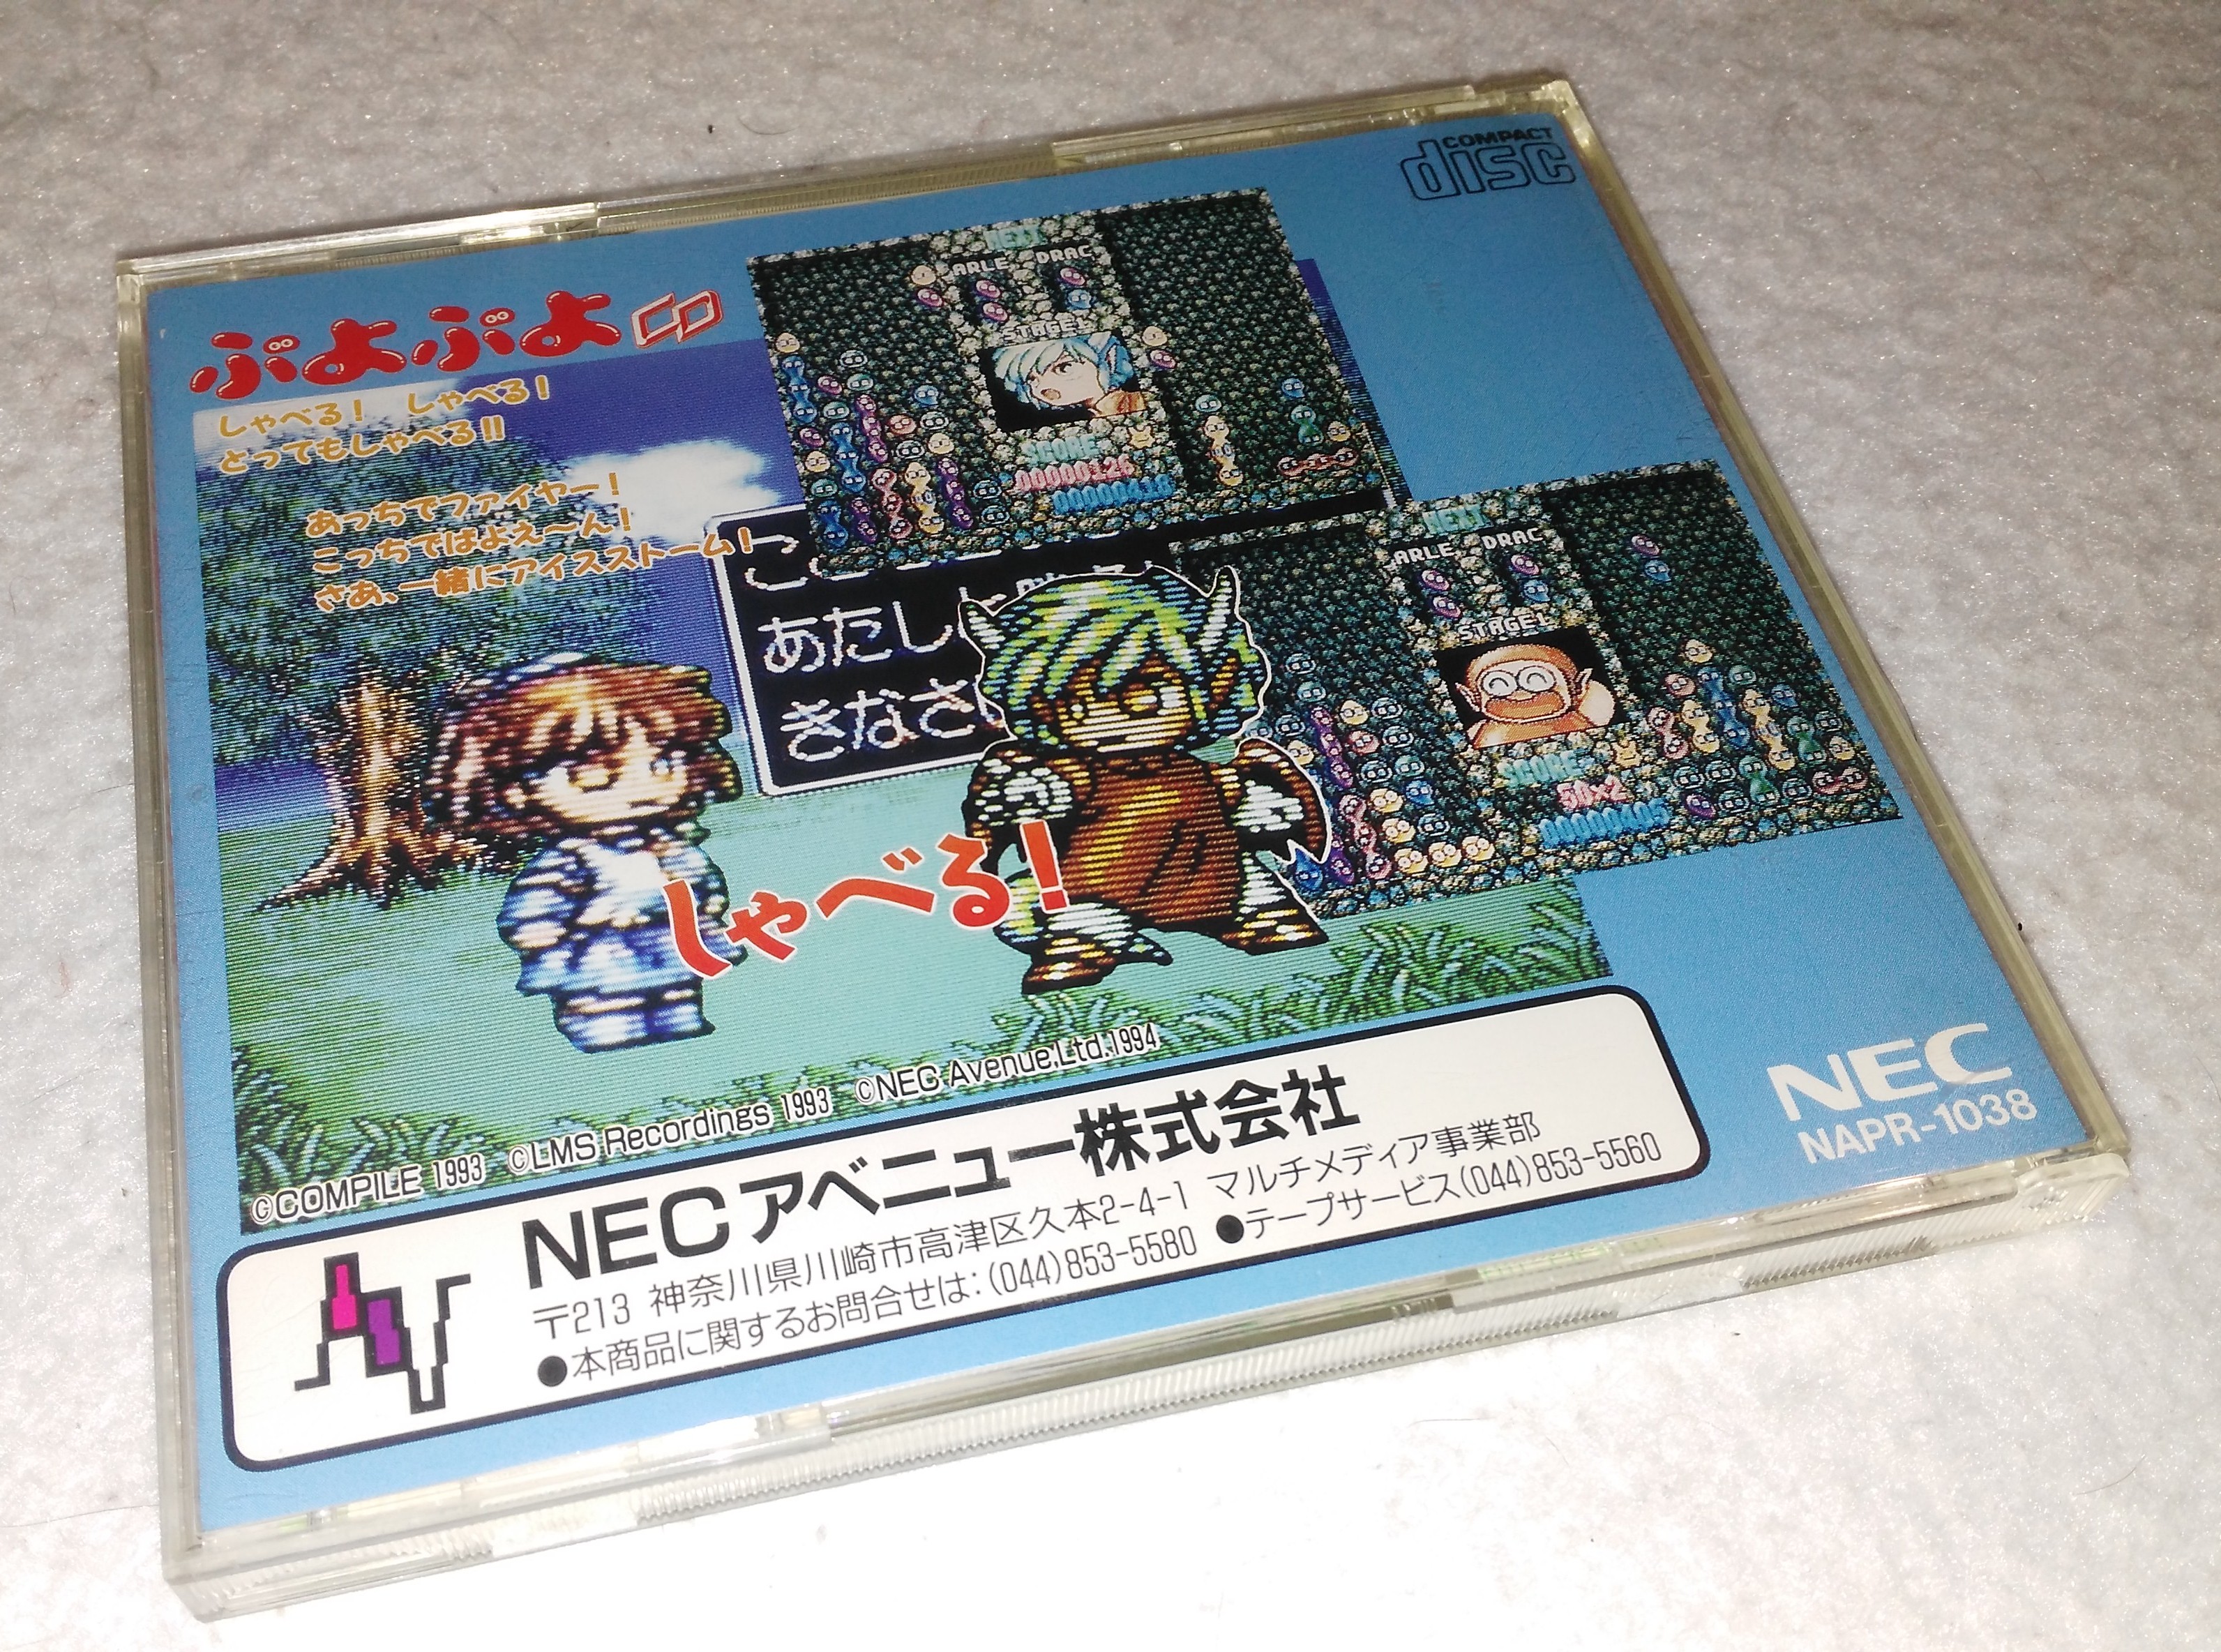 COMPACT
disc
ぷよぷよCD
しゃべる! しゃべる!
とってもしゃべる!!
あっちでファイヤー!
こっちでばよえ〜ん!
さあ、一緒にアイスストーム!
NEXT
ARLE DRAC
STAGE1
SCORE
00000126
NEXT
ARLE DRAC
STAGE1
SCORE
50×2
あたし
きなさ
しゃべる!
©COMPILE 1993 ©LMS Recordings 1993 ©NEC Avenue,Ltd.1994
NECアベニュー株式会社
〒213 神奈川県川崎市高津区久本2-4-1 マルチメディア事業部
●本商品に関するお問合せは:(044)853-5580 ●テープサービス(044)853-5560
NEC
NAPR-1038